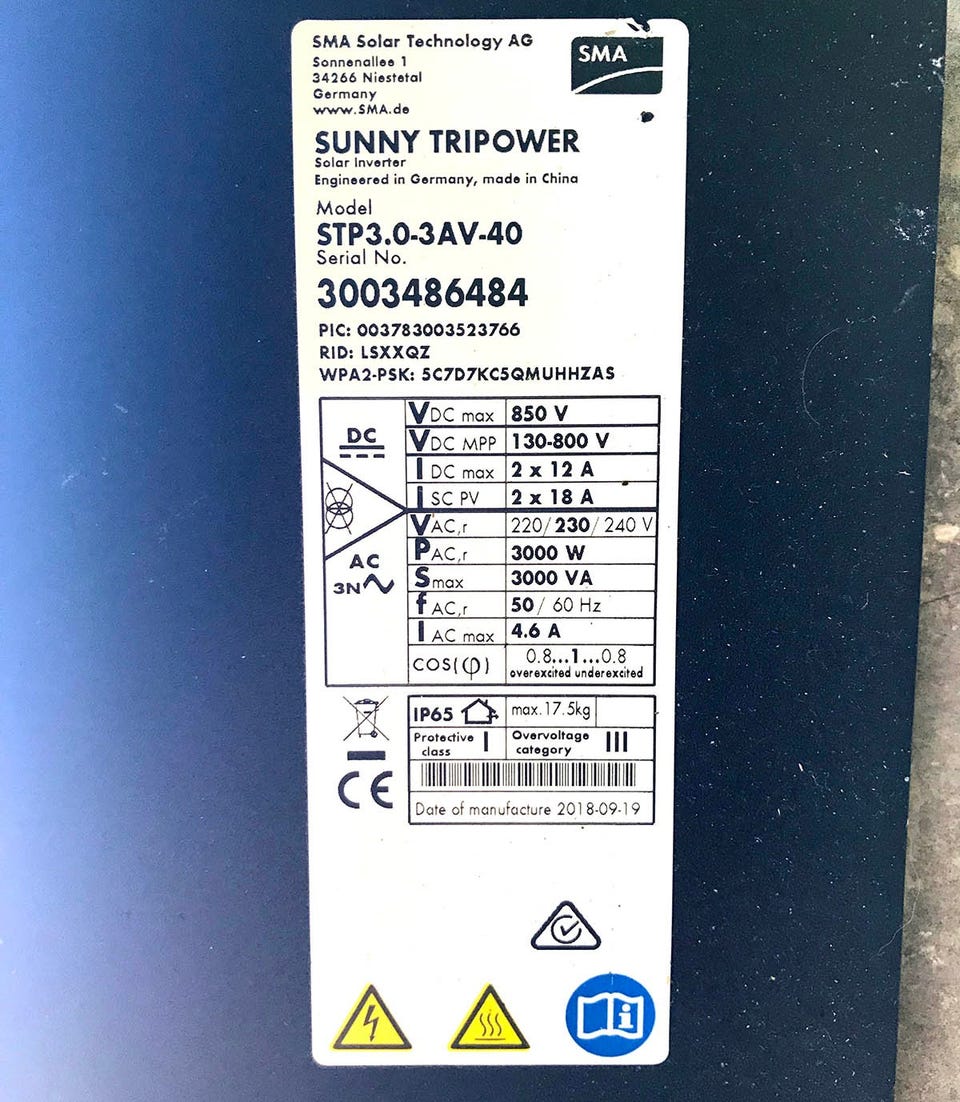 SMA Solar Technology AG
Sonnenallee 1
34266 Niestetal
Germany
www.SMA.de
SMA
SUNNY TRIPOWER
Solar Inverter
Engineered in Germany, made in China
Model
STP3.0-3AV-40
Serial No.
3003486484
PIC: 003783003523766
RID: LSXXQZ
WPA2-PSK: 5C7D7KC5QMUHHZAS
DC
VDC max 850 V
VDC MPP 130-800 V
I DC max 2 x 12 A
I SC PV 2 x 18 A
AC
3N
VAC,r 220/230/240 V
PAC,r 3000 W
Smax 3000 VA
fAC,r 50/60 Hz
I AC max 4.6 A
COS(φ) 0.8...1...0.8
overexcited underexcited
IP65 max.17.5kg
Protective class I Overvoltage category III
CE
Date of manufacture 2018-09-19